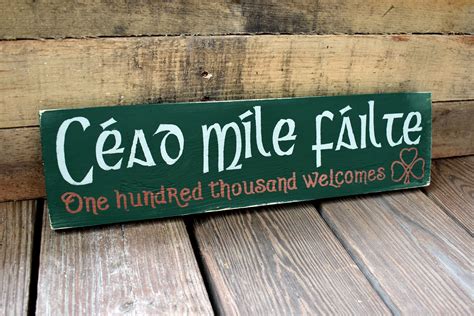 Céad míle fáilte
One hundred thousand welcomes